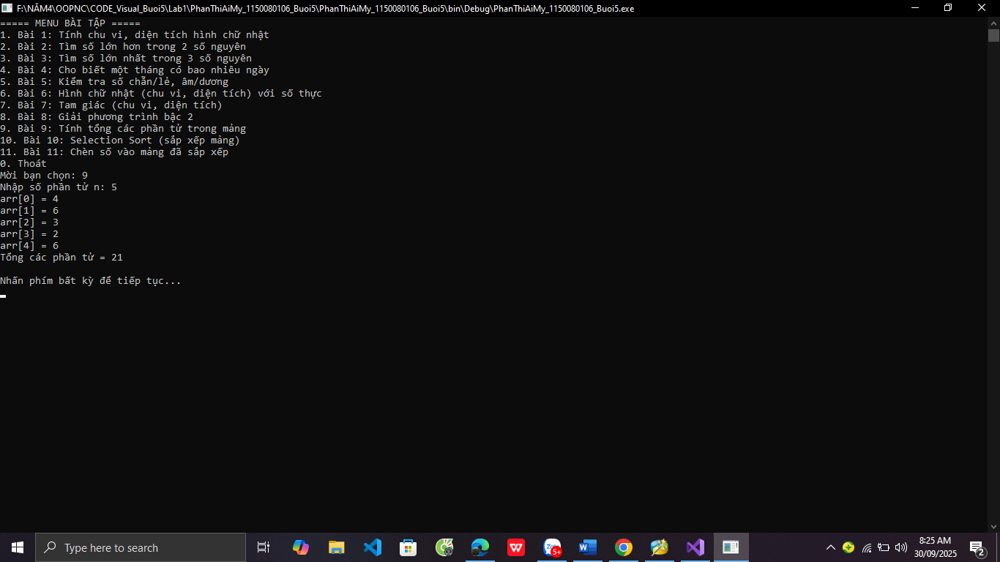 F:\NĂM4\OOPNC\CODE_Visual_Buoi5\Lab1\PhanThiAiMy_1150080106_Buoi5\PhanThiAiMy_1150080106_Buoi5\bin\Debug\PhanThiAiMy_1150080106_Buoi5.exe
===== MENU BÀI TẬP =====
1. Bài 1: Tính chu vi, diện tích hình chữ nhật
2. Bài 2: Tìm số lớn hơn trong 2 số nguyên
3. Bài 3: Tìm số lớn nhất trong 3 số nguyên
4. Bài 4: Cho biết một tháng có bao nhiêu ngày
5. Bài 5: Kiểm tra số chẵn/lẻ, âm/dương
6. Bài 6: Hình chữ nhật (chu vi, diện tích) với số thực
7. Bài 7: Tam giác (chu vi, diện tích)
8. Bài 8: Giải phương trình bậc 2
9. Bài 9: Tính tổng các phần tử trong mảng
10. Bài 10: Selection Sort (sắp xếp mảng)
11. Bài 11: Chèn số vào mảng đã sắp xếp
0. Thoát
Mời bạn chọn: 9
Nhập số phần tử n: 5
arr[0] = 4
arr[1] = 6
arr[2] = 3
arr[3] = 2
arr[4] = 6
Tổng các phần tử = 21
Nhấn phím bất kỳ để tiếp tục...
Type here to search
5+
8:25 AM
30/09/2025
2